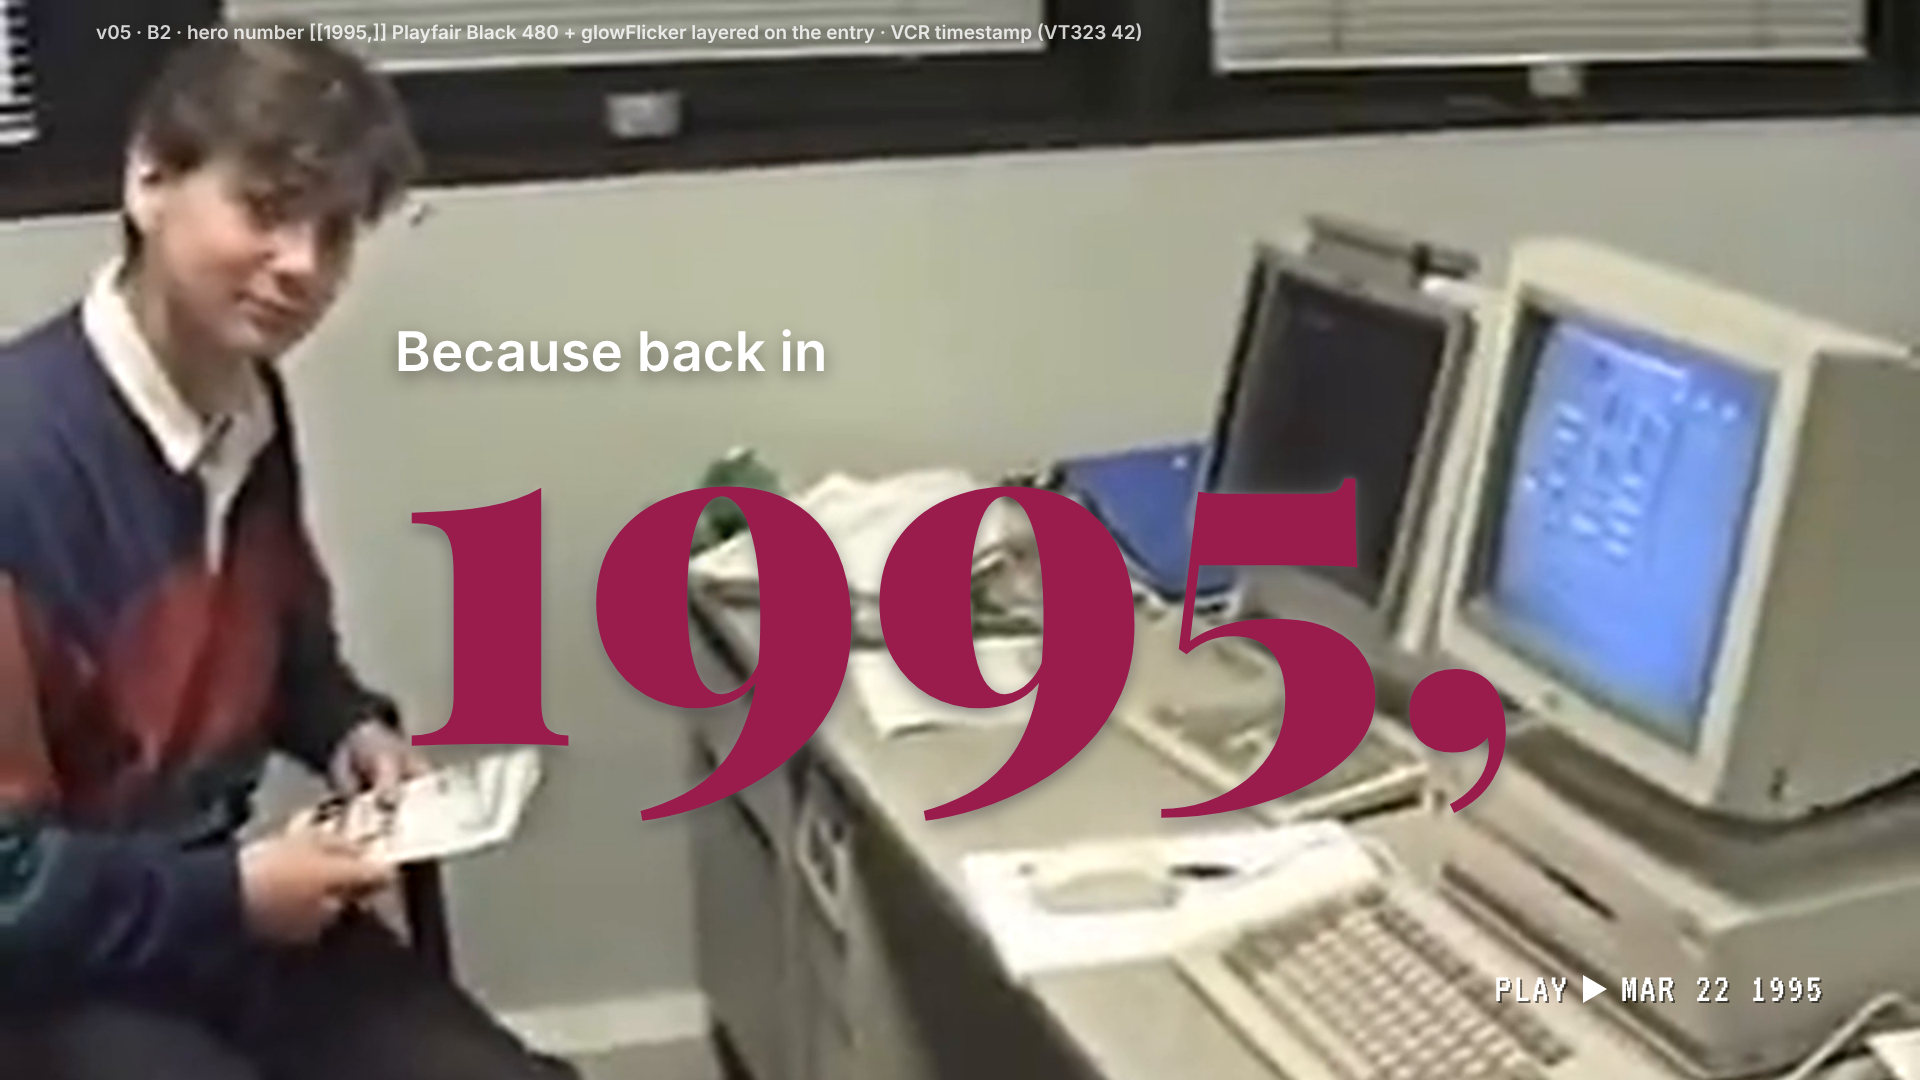 v05 · B2 · hero number [[1995,]] Playfair Black 480 + glowFlicker layered on the entry · VCR timestamp (VT323 42)
Because back in
1995,
PLAY ▶ MAR 22 1995